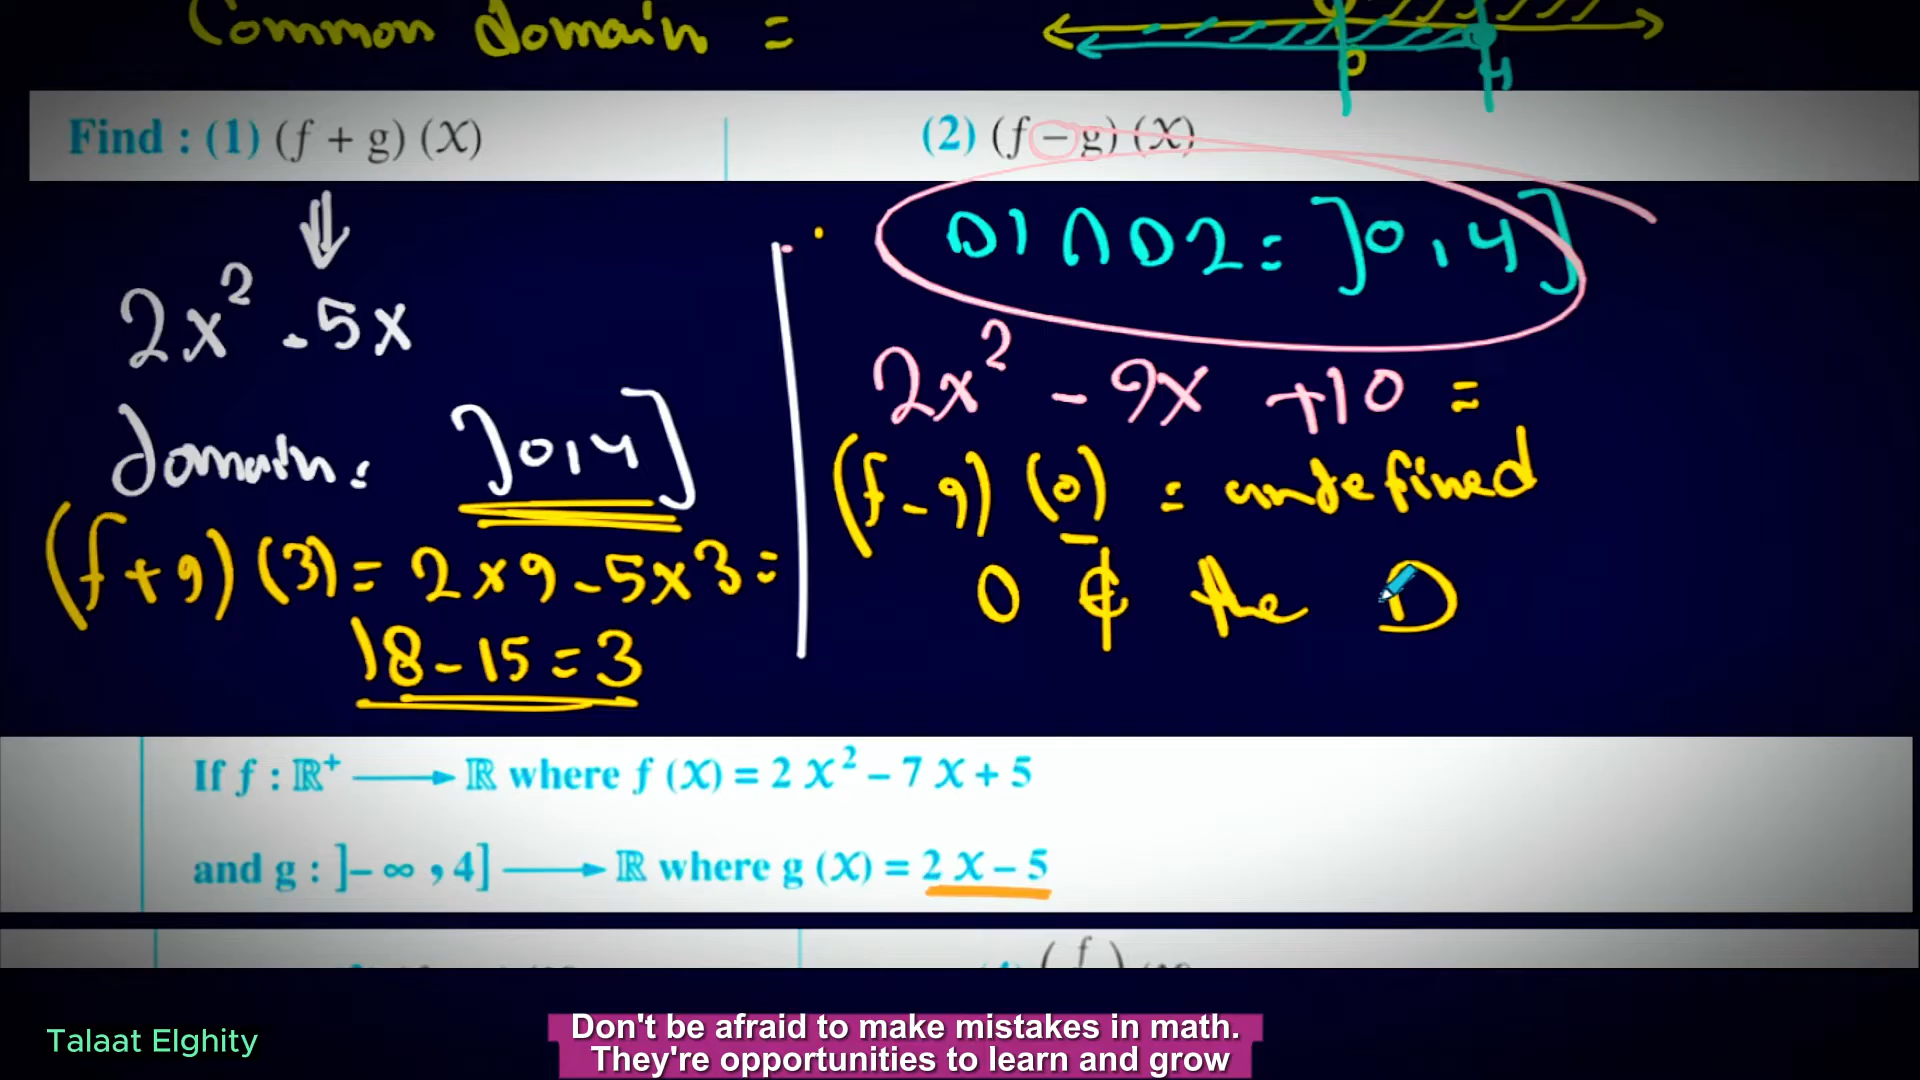 Common domain =
0 4
Find : (1) (f + g) (X)
(2) (f – g) (X)
2x² - 5x
domain: ]0,4]
(f+g) (3) = 2×9-5×3=
18-15=3
D1 ∩ D2 = ]0,4]
2x² - 9x +10 =
(f-g) (0) = undefined
0 ∉ the D
If f : ℝ⁺ ⟶ ℝ where f (X) = 2 X² – 7 X + 5
and g : ]– ∞ , 4] ⟶ ℝ where g (X) = 2 X – 5
Talaat Elghity
Don't be afraid to make mistakes in math.
They're opportunities to learn and grow